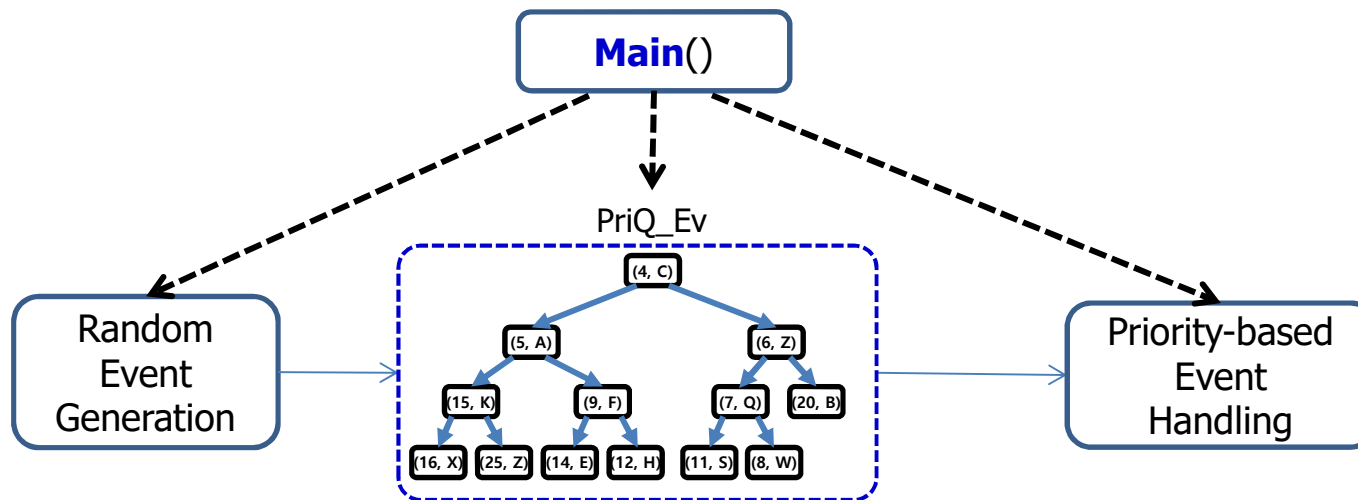 Main()
PriQ_Ev
Random
Event
Generation
(4, C)
(5, A)
(6, Z)
(15, K)
(9, F)
(7, Q)
(20, B)
(16, X)
(25, Z)
(14, E)
(12, H)
(11, S)
(8, W)
Priority-based
Event
Handling